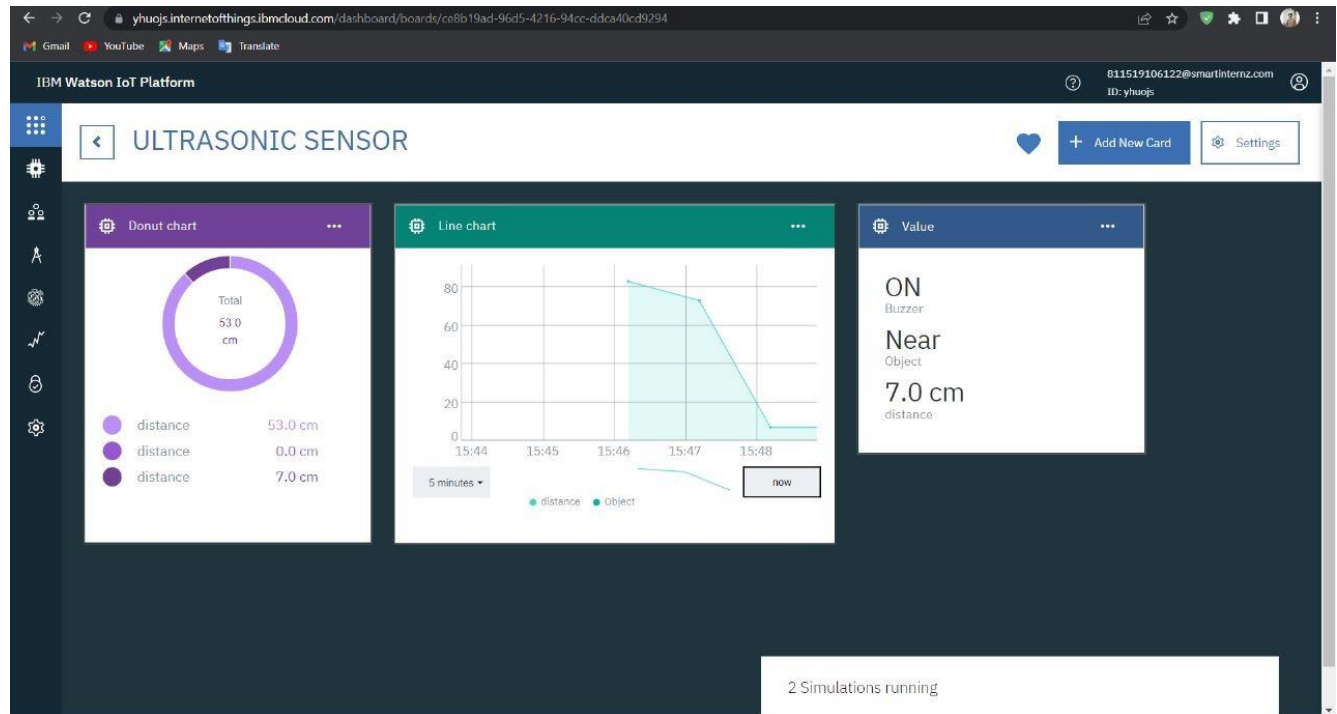 yhuojs.internetofthings.ibmcloud.com/dashboard/boards/ce8b19ad-96d5-4216-94cc-ddca40cd9294
Gmail YouTube Maps Translate
IBM Watson IoT Platform
811519106122@smartinternz.com
ID: yhuojs
ULTRASONIC SENSOR
+ Add New Card
Settings
Donut chart
Total
53.0
cm
distance 53.0 cm
distance 0.0 cm
distance 7.0 cm
Line chart
80
60
40
20
0
15:44 15:45 15:46 15:47 15:48
5 minutes
now
distance Object
Value
ON
Buzzer
Near
Object
7.0 cm
distance
2 Simulations running